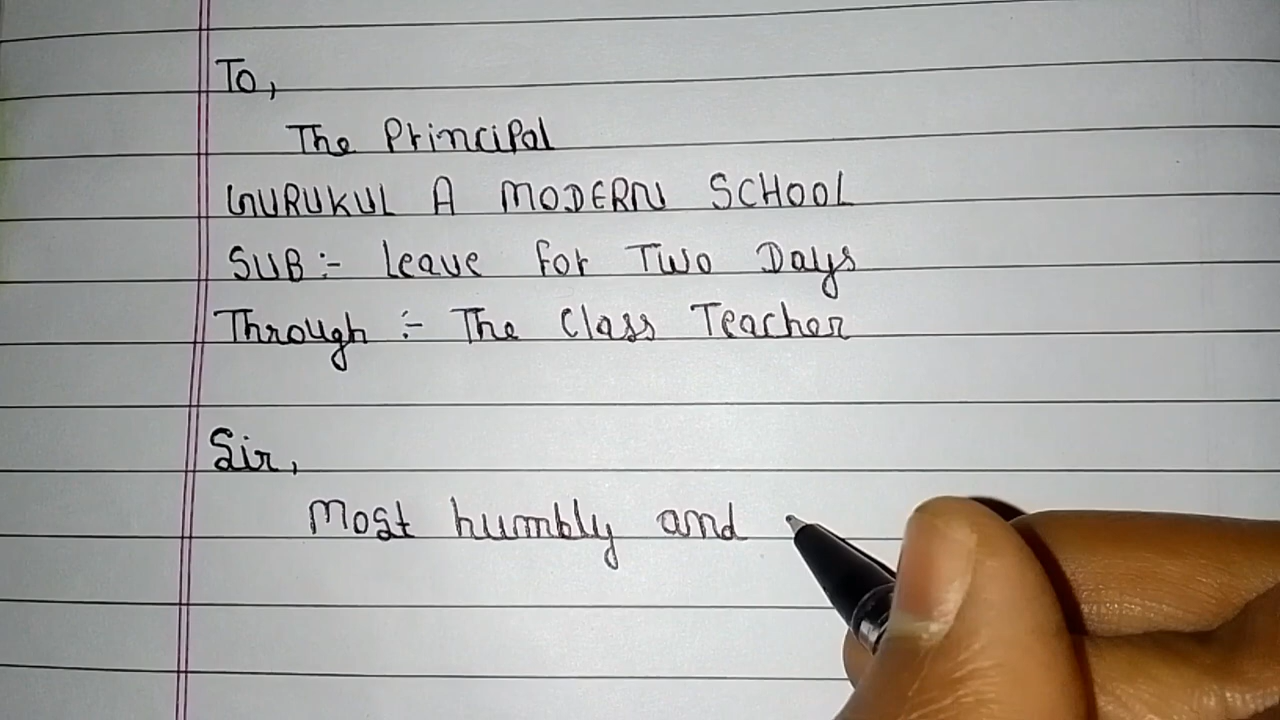 To,
The Principal
GURUKUL A MODERN SCHOOL
SUB:- Leave for Two Days
Through :- The Class Teacher
Sir,
Most humbly and